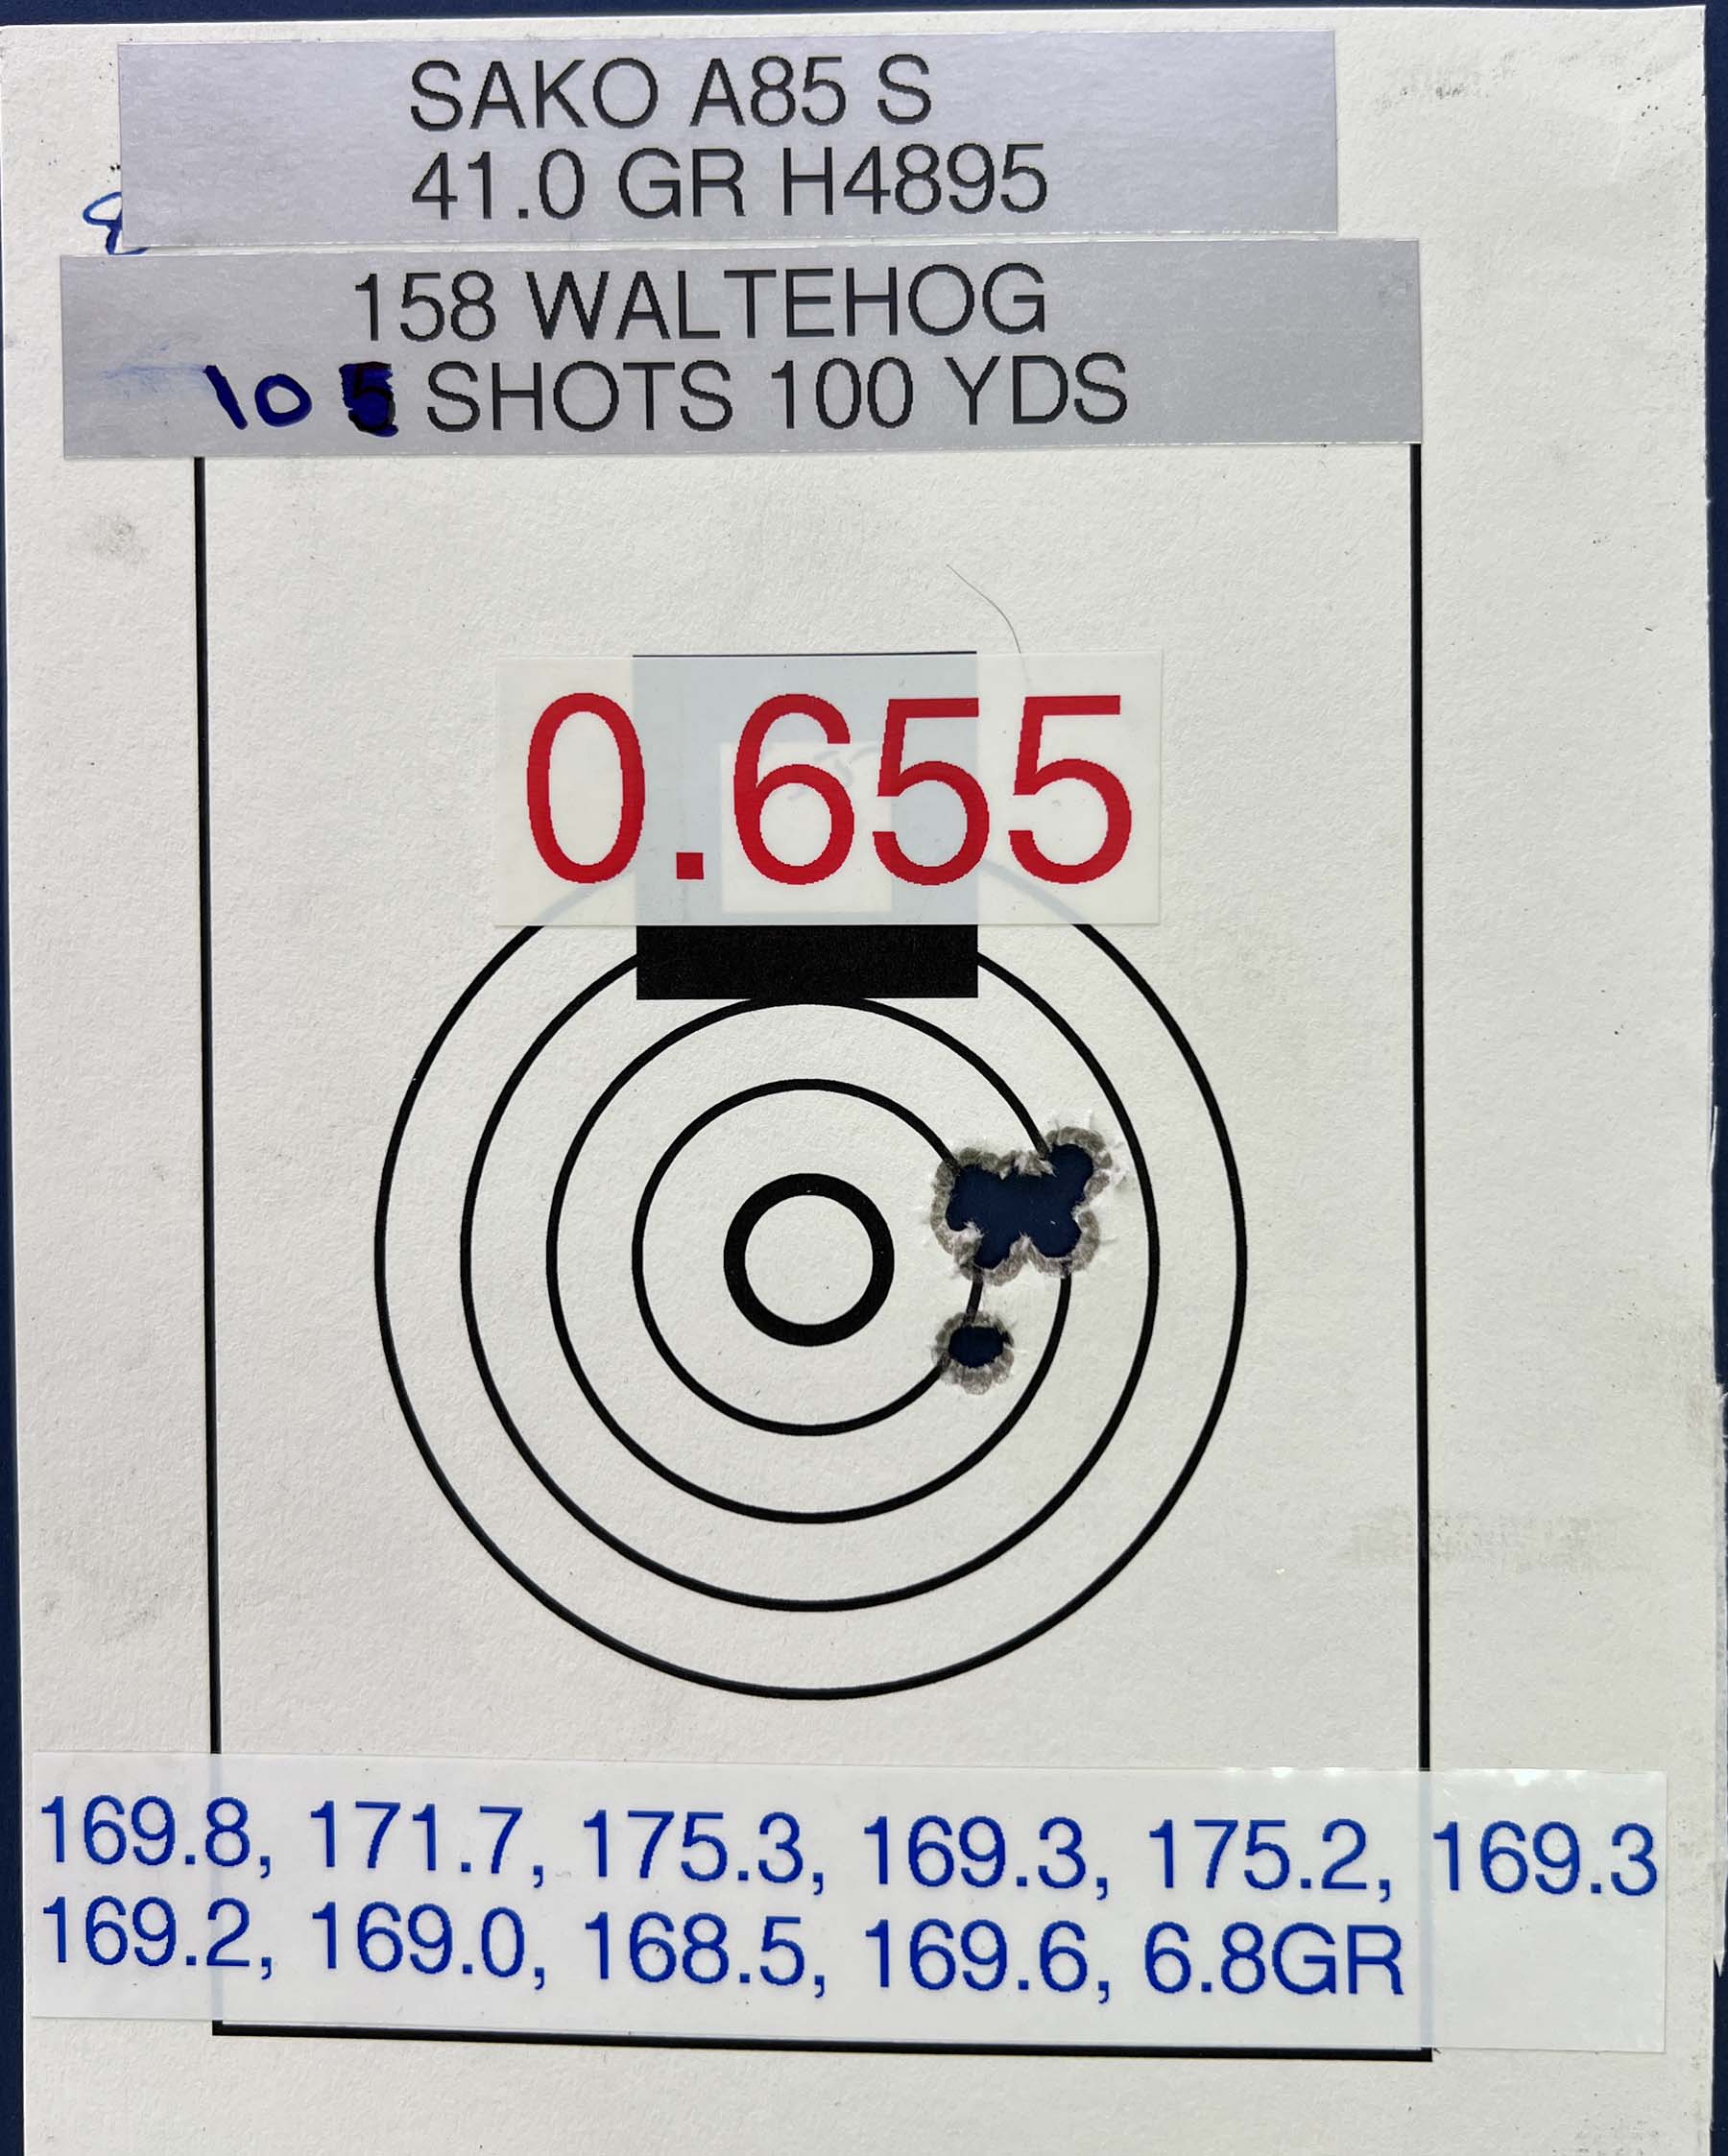 SAKO A85 S
41.0 GR H4895
158 WALTEHOG
10 5 SHOTS 100 YDS
0.655
169.8, 171.7, 175.3, 169.3, 175.2, 169.3
169.2, 169.0, 168.5, 169.6, 6.8GR